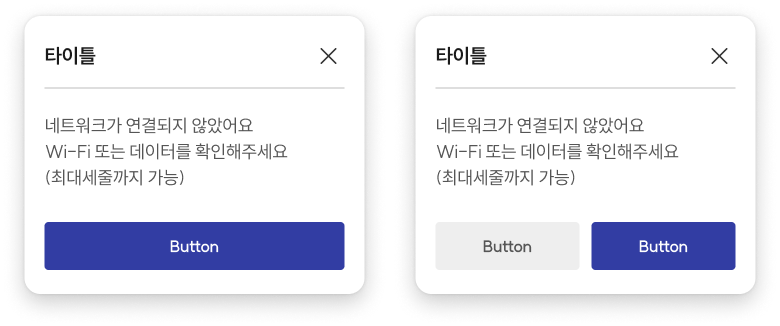 타이틀
네트워크가 연결되지 않았어요
Wi-Fi 또는 데이터를 확인해주세요
(최대세줄까지 가능)
Button
타이틀
네트워크가 연결되지 않았어요
Wi-Fi 또는 데이터를 확인해주세요
(최대세줄까지 가능)
Button
Button